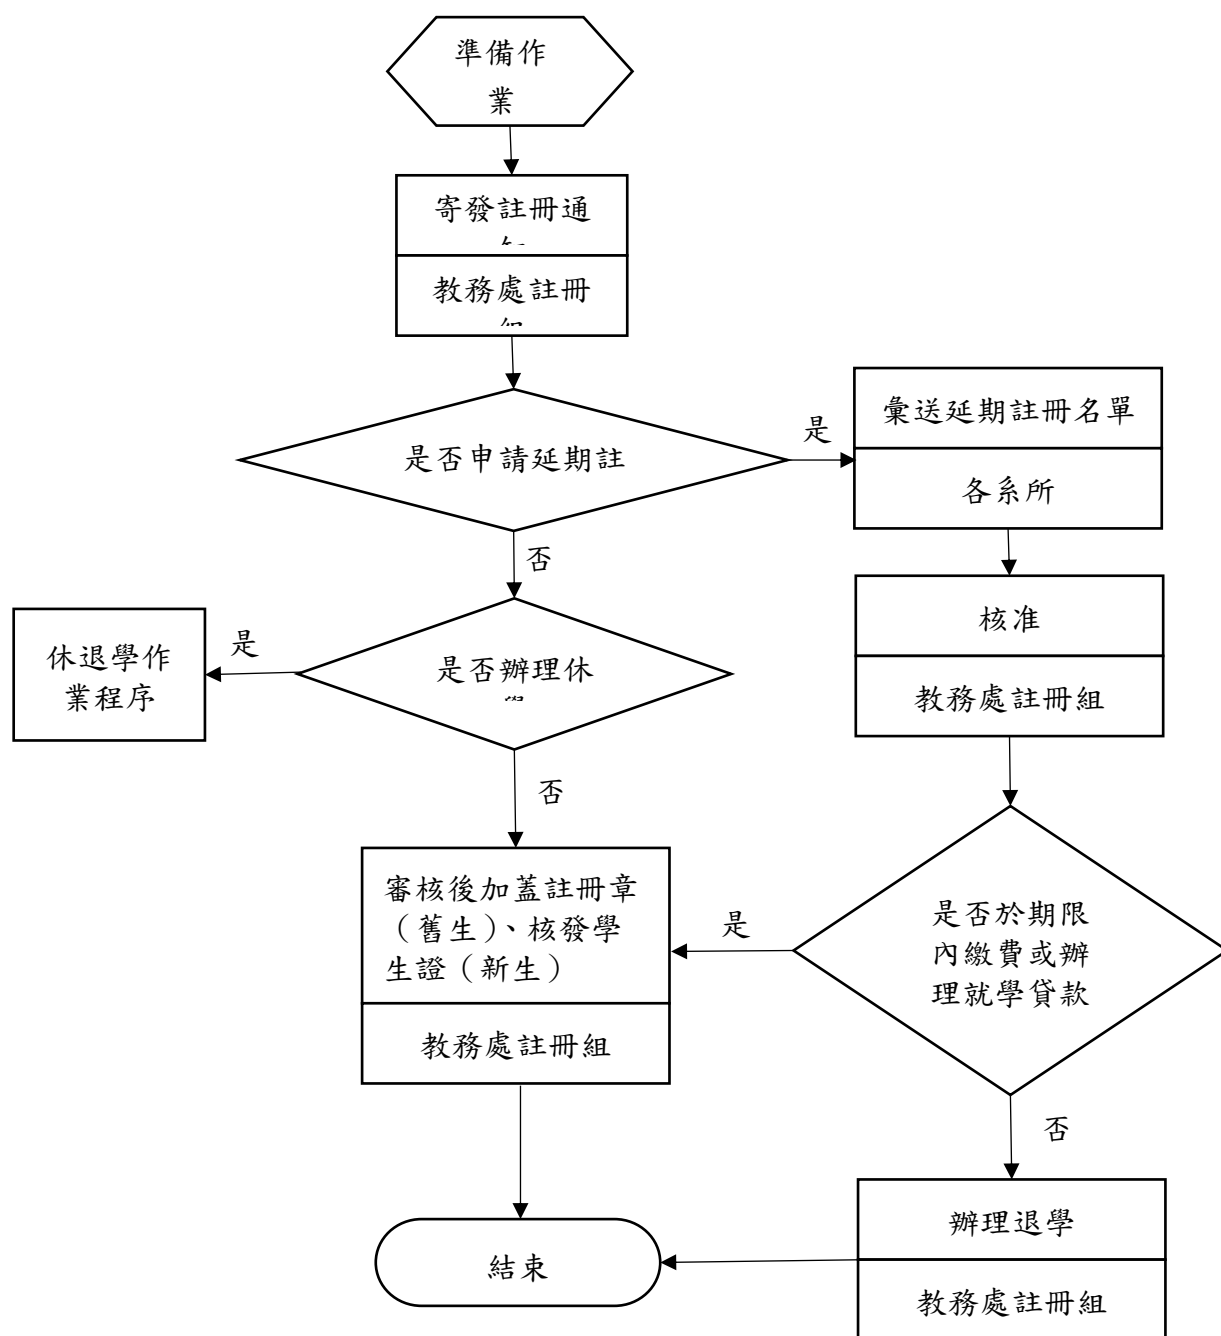 準備作
業
寄發註冊通
教務處註冊
是否申請延期註
是
彙送延期註冊名單
各系所
否
核准
教務處註冊組
休退學作
業程序
是
是否辦理休
否
審核後加蓋註冊章
（舊生）、核發學
生證（新生）
教務處註冊組
是
是否於期限
內繳費或辦
理就學貸款
否
辦理退學
教務處註冊組
結束